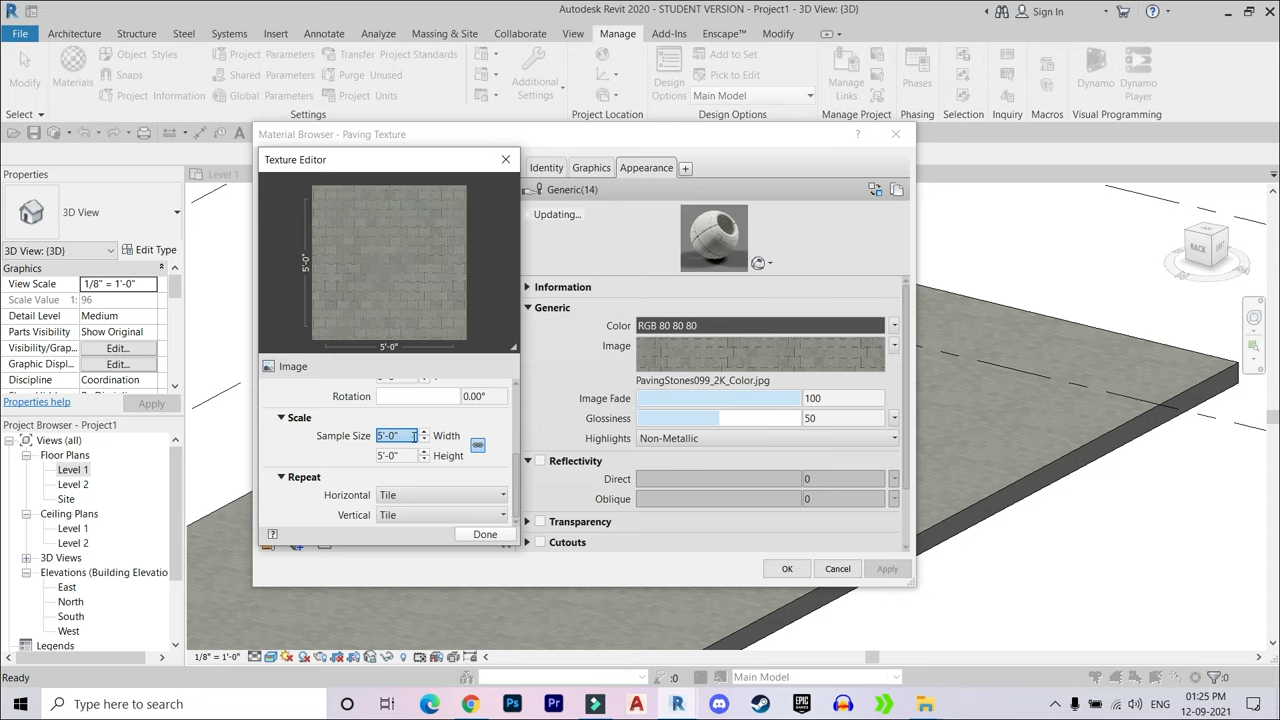 Autodesk Revit 2020 - STUDENT VERSION - Project1 - 3D View: {3D}
Sign In
File Architecture Structure Steel Systems Insert Annotate Analyze Massing & Site Collaborate View Manage Add-Ins Enscape™ Modify
Modify
Materials
Object Styles
Snaps
Project Information
Project Parameters
Shared Parameters
Global Parameters
Transfer Project Standards
Purge Unused
Project Units
Additional Settings
Design Options
Add to Set
Pick to Edit
Main Model
Manage Links
Phases
Dynamo
Dynamo Player
Select
Settings
Project Location
Design Options
Manage Project
Phasing
Selection
Inquiry
Macros
Visual Programming
Properties
3D View
3D View: {3D}
Edit Type
Graphics
View Scale 1/8" = 1'-0"
Scale Value 1: 96
Detail Level Medium
Parts Visibility Show Original
Visibility/Grap... Edit...
Graphic Displ... Edit...
Discipline Coordination
Properties help
Apply
Project Browser - Project1
Views (all)
Floor Plans
Level 1
Level 2
Site
Ceiling Plans
Level 1
Level 2
3D Views
Elevations (Building Elevatio
East
North
South
West
Legends
Level 1
Material Browser - Paving Texture
?
Texture Editor
5'-0"
5'-0"
Image
Rotation 0.00°
Scale
Sample Size 5'-0" Width
5'-0" Height
Repeat
Horizontal Tile
Vertical Tile
?
Done
Identity Graphics Appearance +
Generic(14)
Updating...
Information
Generic
Color RGB 80 80 80
Image
PavingStones099_2K_Color.jpg
Image Fade 100
Glossiness 50
Highlights Non-Metallic
Reflectivity
Direct 0
Oblique 0
Transparency
Cutouts
OK Cancel Apply
BACK
1/8" = 1'-0"
Ready
:0
Main Model
:0
Type here to search
01:25 PM
12-09-2021